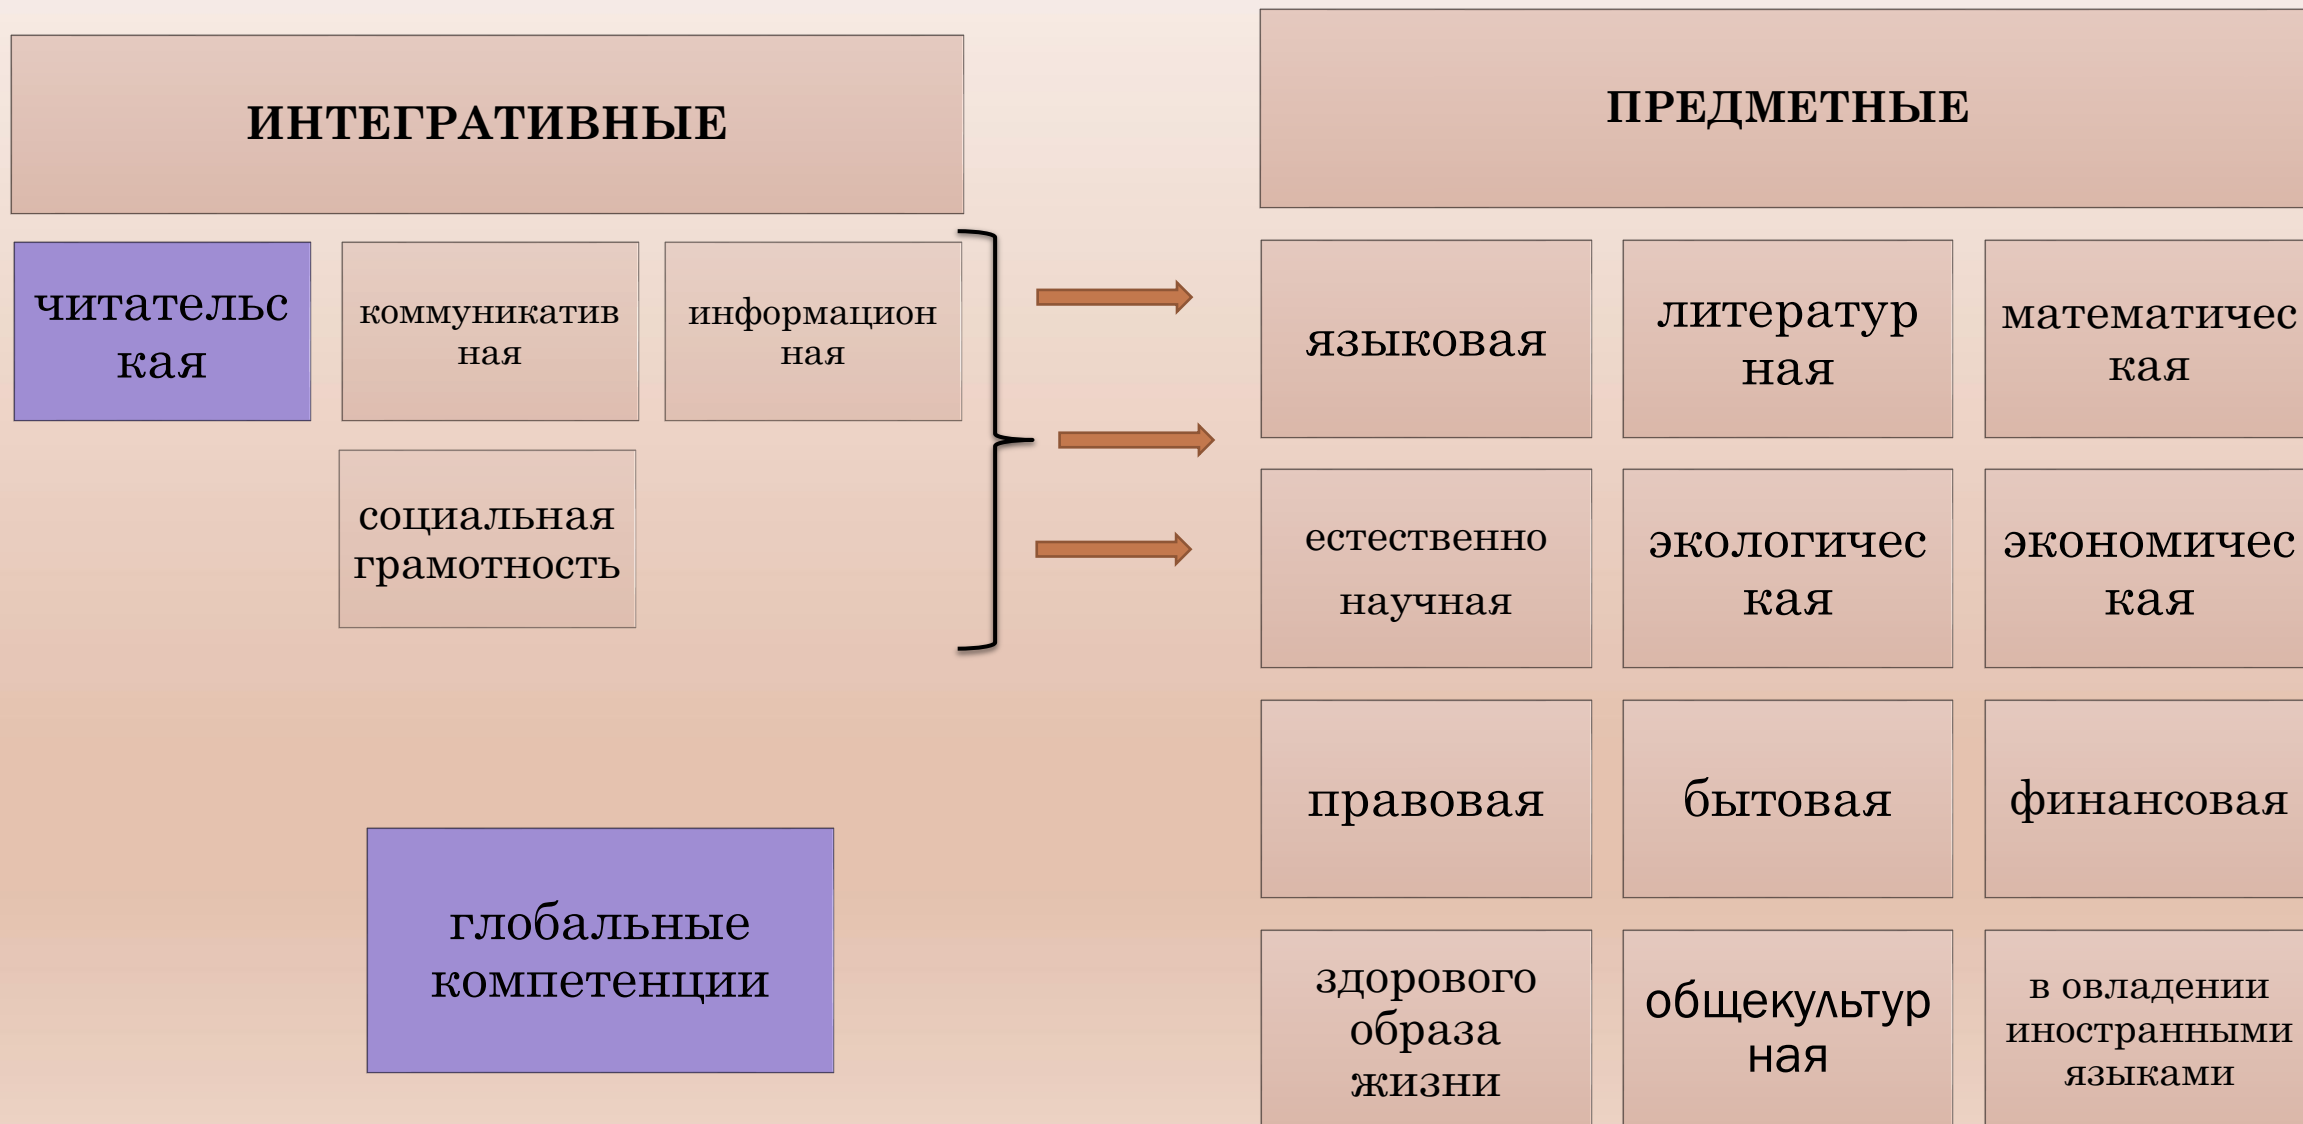 ИНТЕГРАТИВНЫЕ
читательс
кая
коммуникатив
ная
информацион
ная
социальная
грамотность
глобальные
компетенции
ПРЕДМЕТНЫЕ
языковая
литератур
ная
математичес
кая
естественно
научная
экологичес
кая
экономичес
кая
правовая
бытовая
финансовая
здорового
образа
жизни
общекультур
ная
в овладении
иностранными
языками